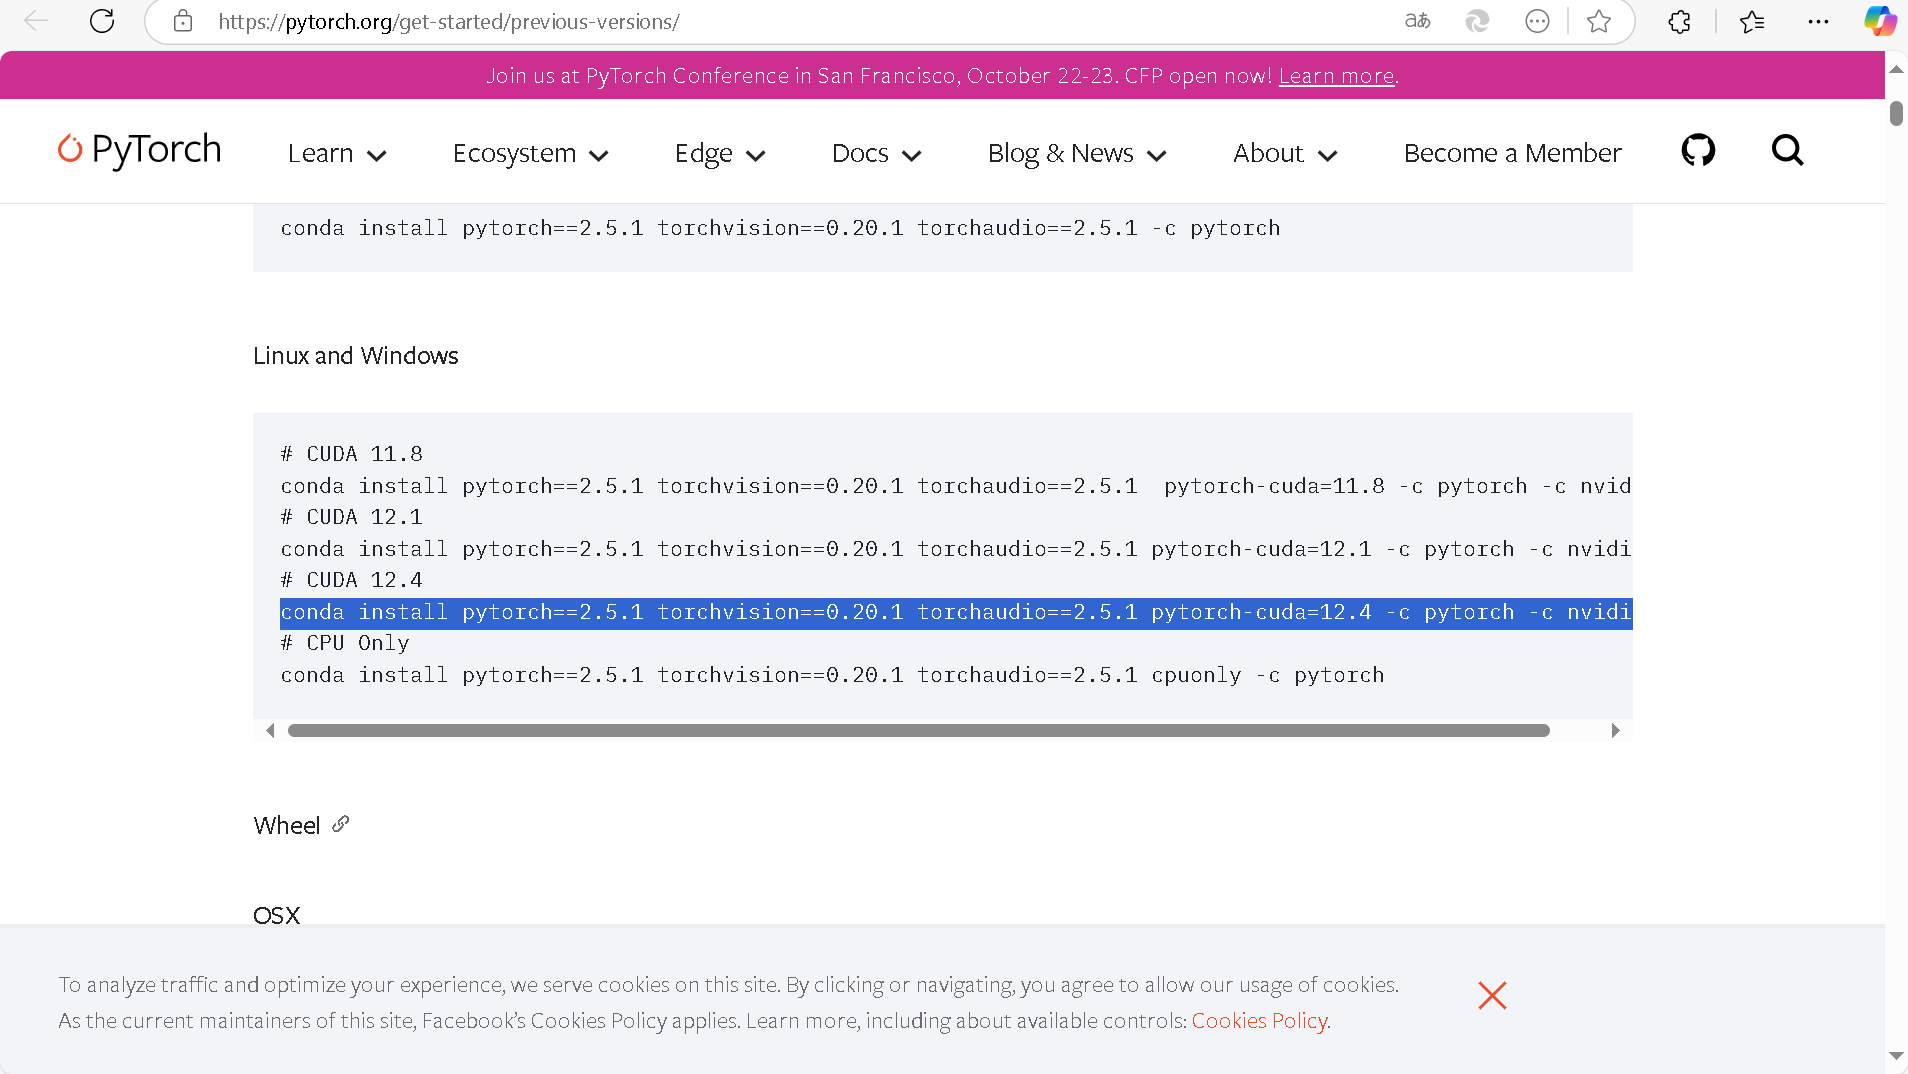 https://pytorch.org/get-started/previous-versions/
aあ
Join us at PyTorch Conference in San Francisco, October 22-23. CFP open now! Learn more.
PyTorch Learn Ecosystem Edge Docs Blog & News About Become a Member
conda install pytorch==2.5.1 torchvision==0.20.1 torchaudio==2.5.1 -c pytorch
Linux and Windows
# CUDA 11.8
conda install pytorch==2.5.1 torchvision==0.20.1 torchaudio==2.5.1  pytorch-cuda=11.8 -c pytorch -c nvid
# CUDA 12.1
conda install pytorch==2.5.1 torchvision==0.20.1 torchaudio==2.5.1 pytorch-cuda=12.1 -c pytorch -c nvidi
# CUDA 12.4
conda install pytorch==2.5.1 torchvision==0.20.1 torchaudio==2.5.1 pytorch-cuda=12.4 -c pytorch -c nvidi
# CPU Only
conda install pytorch==2.5.1 torchvision==0.20.1 torchaudio==2.5.1 cpuonly -c pytorch
Wheel
OSX
To analyze traffic and optimize your experience, we serve cookies on this site. By clicking or navigating, you agree to allow our usage of cookies.
As the current maintainers of this site, Facebook’s Cookies Policy applies. Learn more, including about available controls: Cookies Policy.